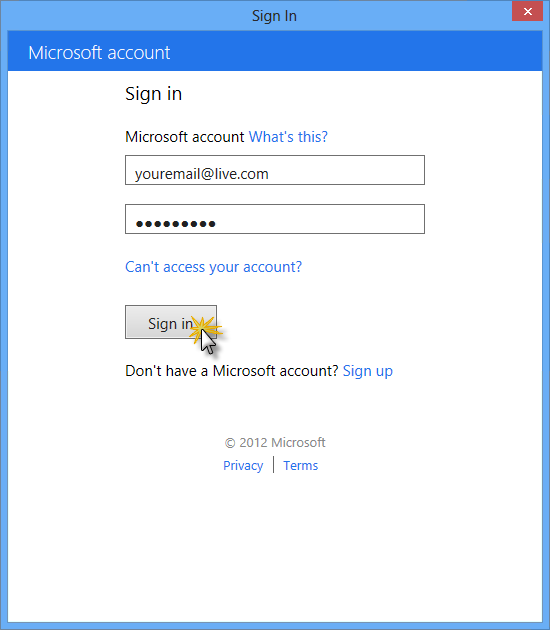 Sign In
Microsoft account
Sign in
Microsoft account What's this?
youremail@live.com
●●●●●●●●●
Can't access your account?
Sign in
Don't have a Microsoft account? Sign up
© 2012 Microsoft
Privacy | Terms